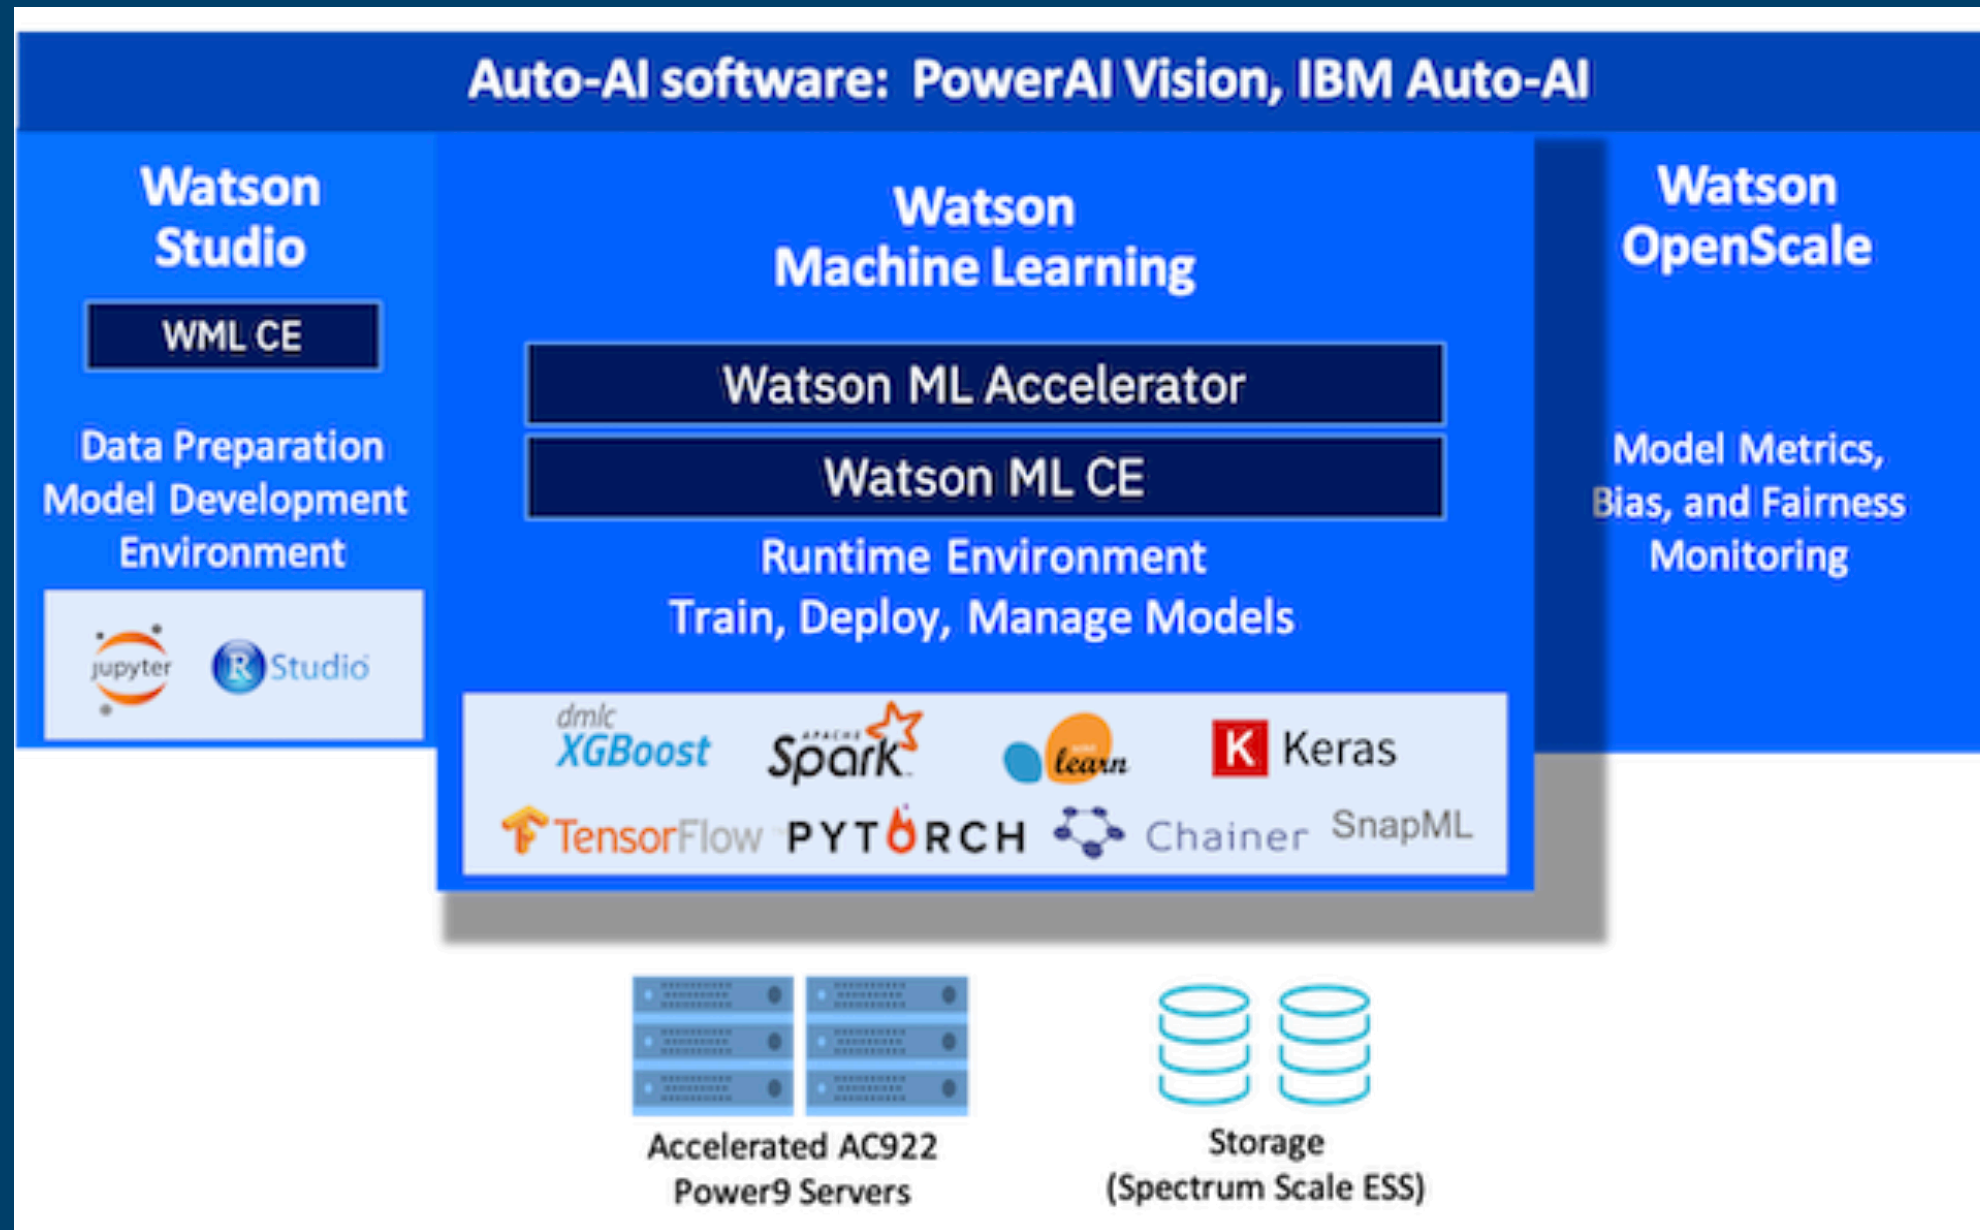 Auto-AI software: PowerAI Vision, IBM Auto-AI
Watson
Studio
WML CE
Data Preparation
Model Development
Environment
jupyter
R Studio
Watson
Machine Learning
Watson ML Accelerator
Watson ML CE
Runtime Environment
Train, Deploy, Manage Models
dmlc
XGBoost
APACHE
Spark™
learn
K Keras
TensorFlow
PYTORCH
Chainer
SnapML
Watson
OpenScale
Model Metrics,
Bias, and Fairness
Monitoring
Accelerated AC922
Power9 Servers
Storage
(Spectrum Scale ESS)